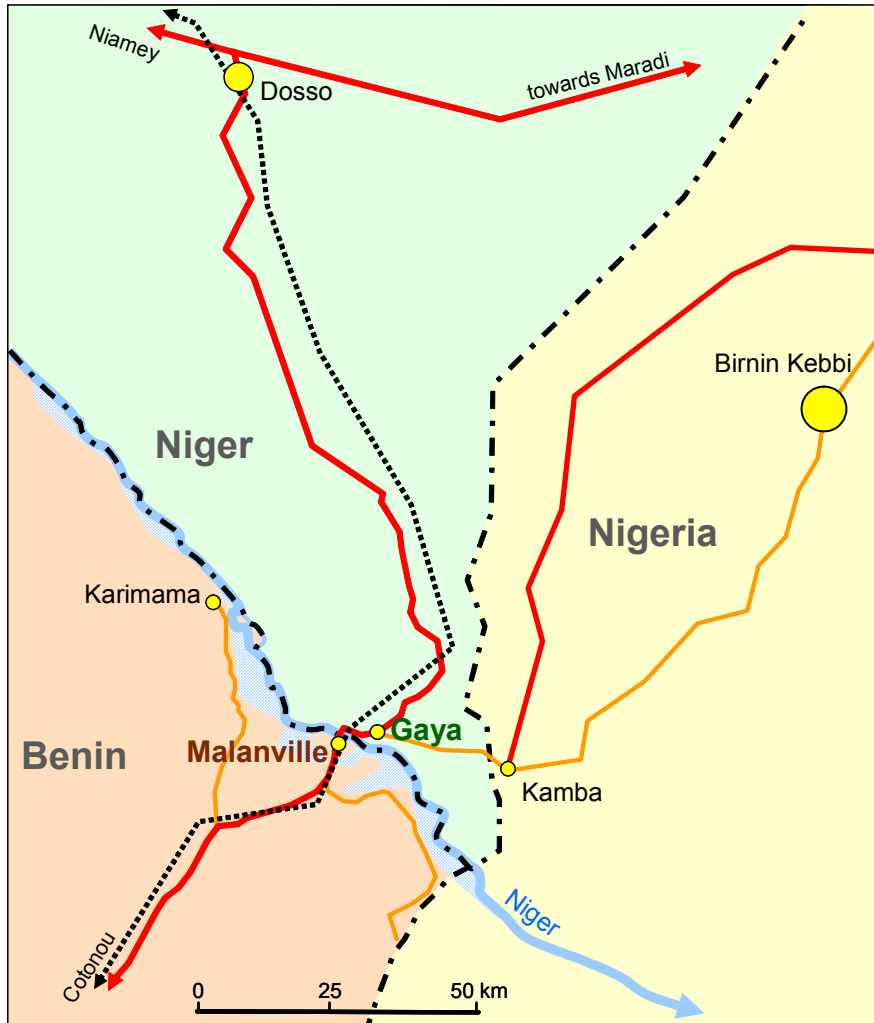 Niamey
towards Maradi
Dosso
Birnin Kebbi
Niger
Nigeria
Karimama
Gaya
Benin
Malanville
Kamba
Niger
Cotonou
0 25 50 km